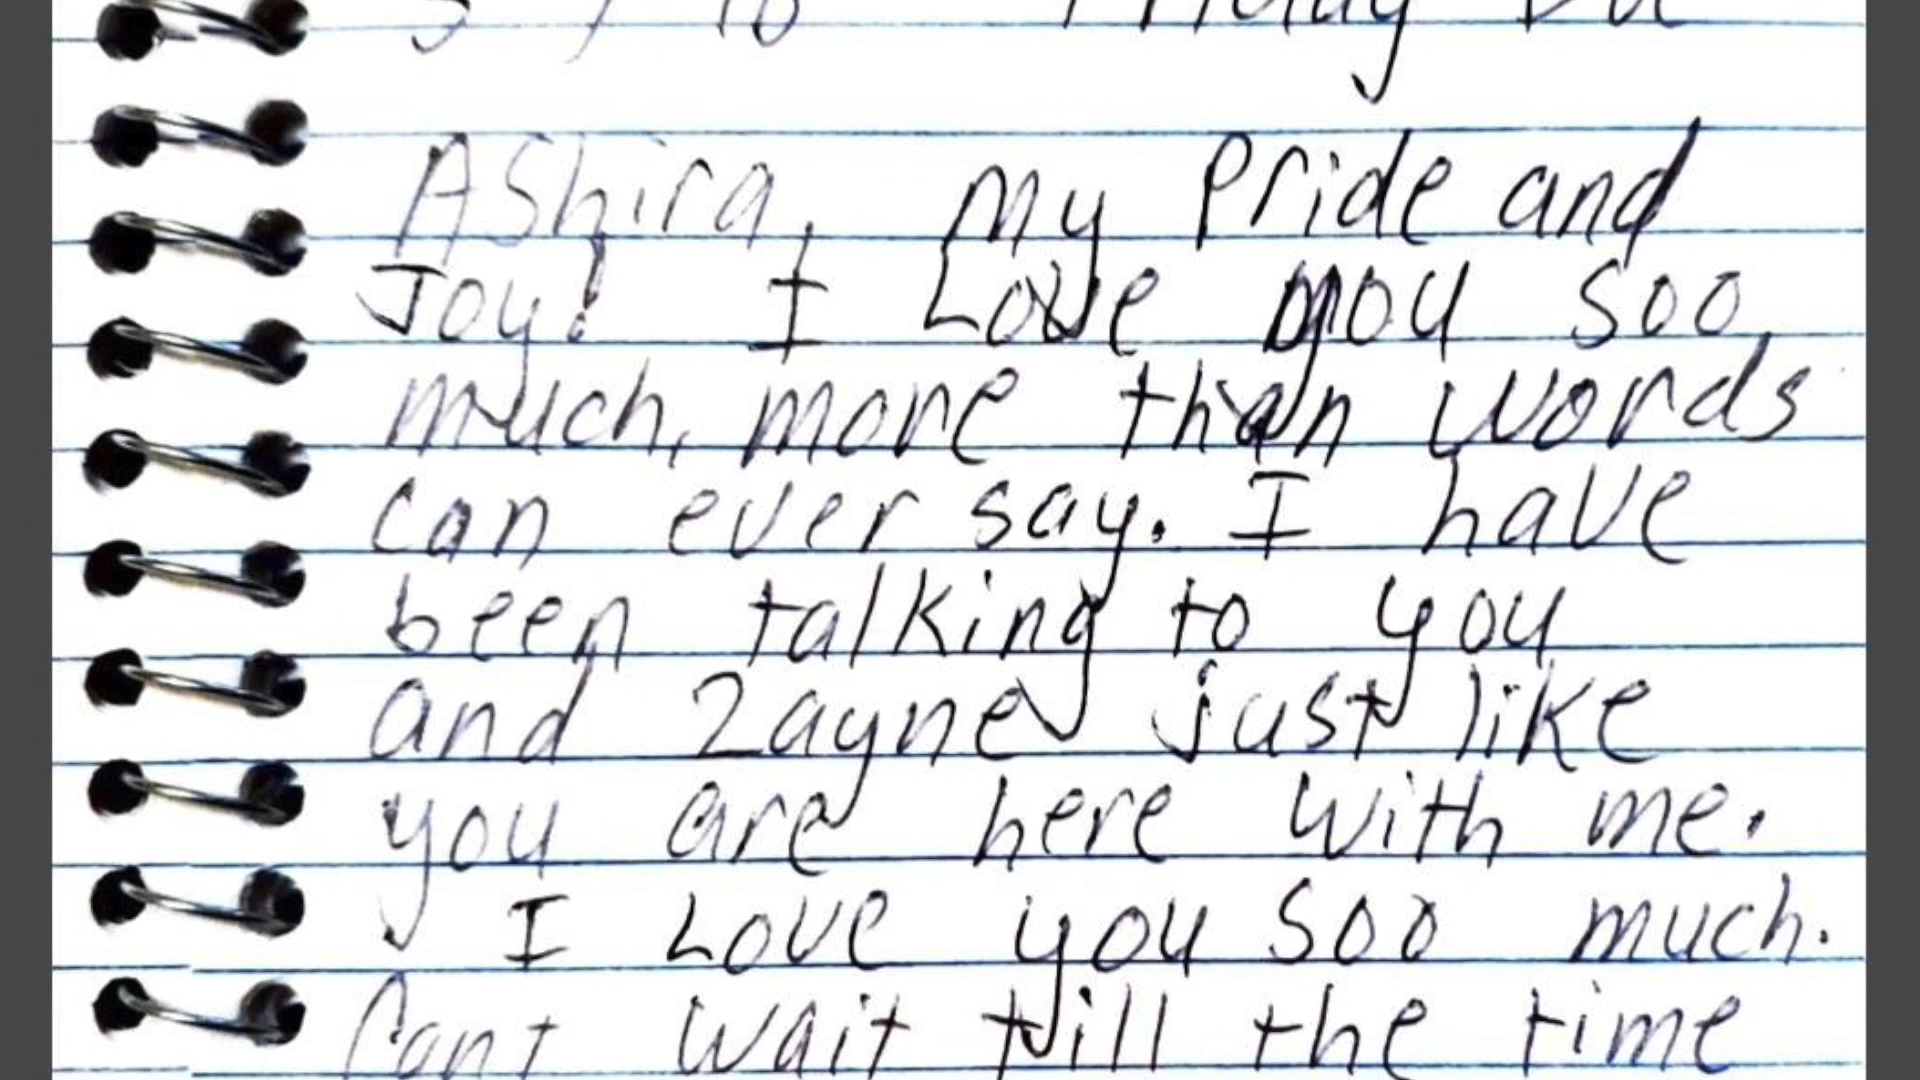 Friday
AShira, my Pride and
Joy! I Love you soo
much, more than words
can ever say. I have
been talking to you
and Zayne just like
you are here with me.
I Love you soo much.
Cant wait till the time